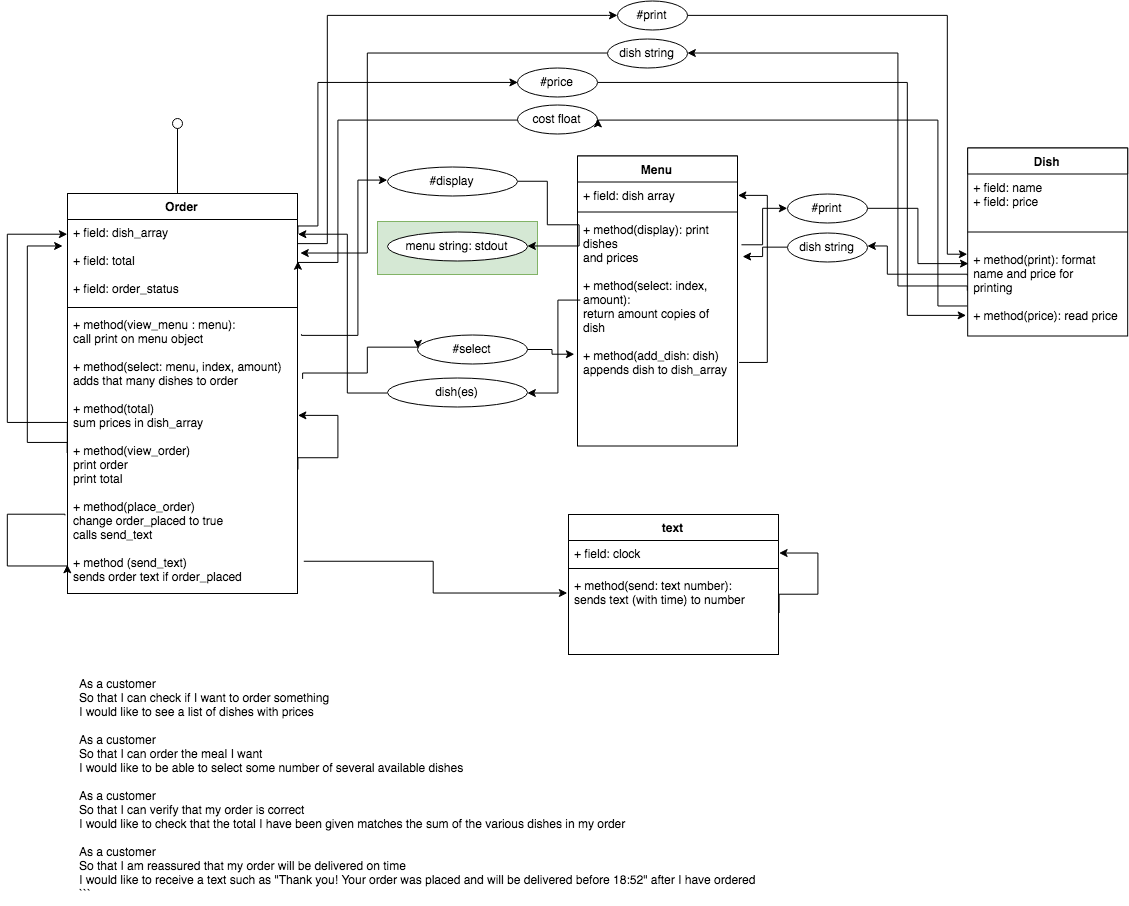 #print
dish string
#price
cost float
#display
menu string: stdout
#select
dish(es)
Order
+ field: dish_array
+ field: total
+ field: order_status
+ method(view_menu : menu):
call print on menu object
+ method(select: menu, index, amount)
adds that many dishes to order
+ method(total)
sum prices in dish_array
+ method(view_order)
print order
print total
+ method(place_order)
change order_placed to true
calls send_text
+ method (send_text)
sends order text if order_placed
Menu
+ field: dish array
+ method(display): print
dishes
and prices
+ method(select: index,
amount):
return amount copies of
dish
+ method(add_dish: dish)
appends dish to dish_array
#print
dish string
Dish
+ field: name
+ field: price
+ method(print): format
name and price for
printing
+ method(price): read price
text
+ field: clock
+ method(send: text number):
sends text (with time) to number
As a customer
So that I can check if I want to order something
I would like to see a list of dishes with prices
As a customer
So that I can order the meal I want
I would like to be able to select some number of several available dishes
As a customer
So that I can verify that my order is correct
I would like to check that the total I have been given matches the sum of the various dishes in my order
As a customer
So that I am reassured that my order will be delivered on time
I would like to receive a text such as "Thank you! Your order was placed and will be delivered before 18:52" after I have ordered
```